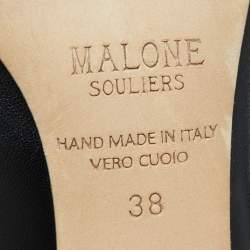 MALONE
SOULIERS
HAND MADE IN ITALY
VERO CUOIO
38